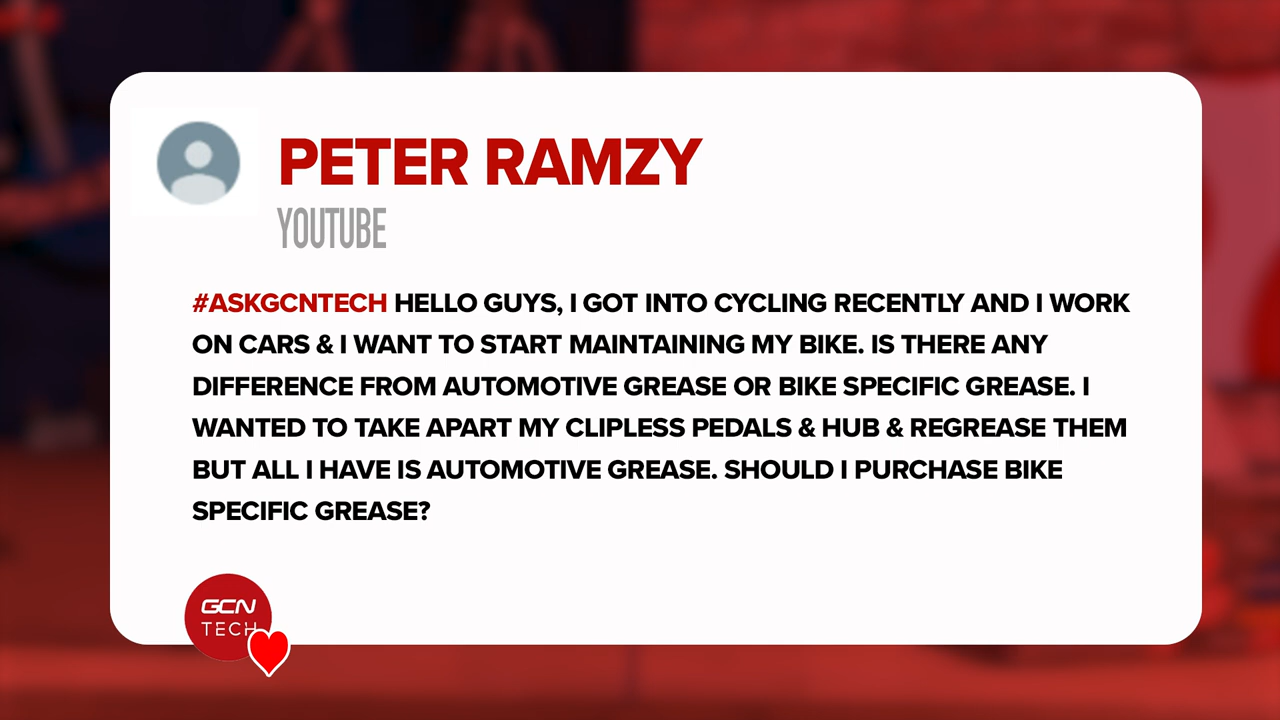 PETER RAMZY
YOUTUBE
#ASKGCNTECH HELLO GUYS, I GOT INTO CYCLING RECENTLY AND I WORK
ON CARS & I WANT TO START MAINTAINING MY BIKE. IS THERE ANY
DIFFERENCE FROM AUTOMOTIVE GREASE OR BIKE SPECIFIC GREASE. I
WANTED TO TAKE APART MY CLIPLESS PEDALS & HUB & REGREASE THEM
BUT ALL I HAVE IS AUTOMOTIVE GREASE. SHOULD I PURCHASE BIKE
SPECIFIC GREASE?
GCN
TECH